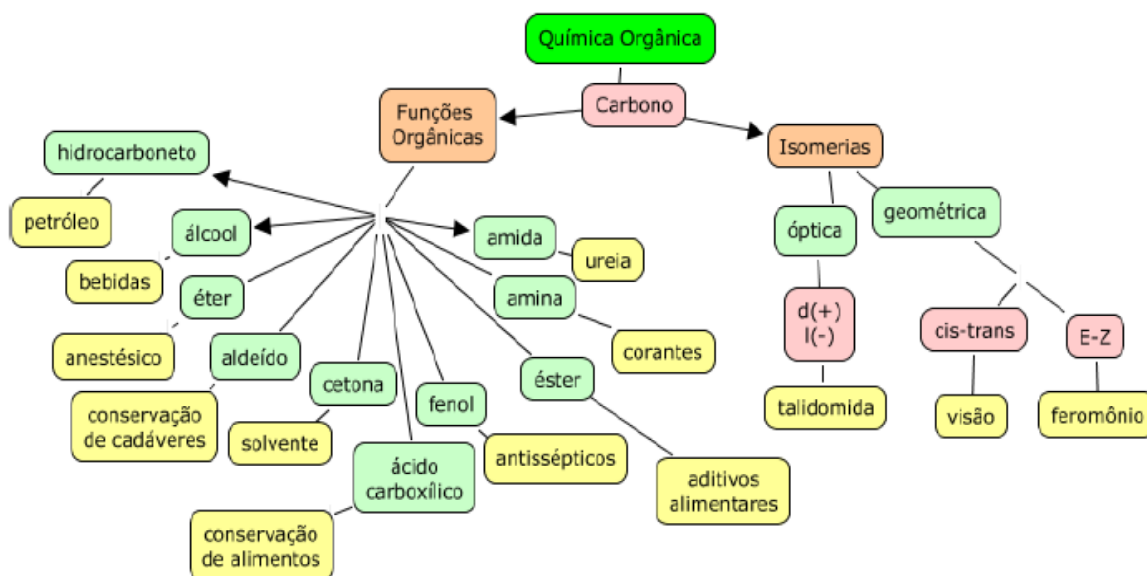 Química Orgânica
Carbono
Funções
Orgânicas
Isomerias
hidrocarboneto
petróleo
álcool
bebidas
éter
anestésico
aldeído
conservação
de cadáveres
cetona
solvente
ácido
carboxílico
conservação
de alimentos
fenol
antissépticos
éster
aditivos
alimentares
amina
corantes
amida
ureia
óptica
d(+)
l(-)
talidomida
geométrica
cis-trans
visão
E-Z
feromônio